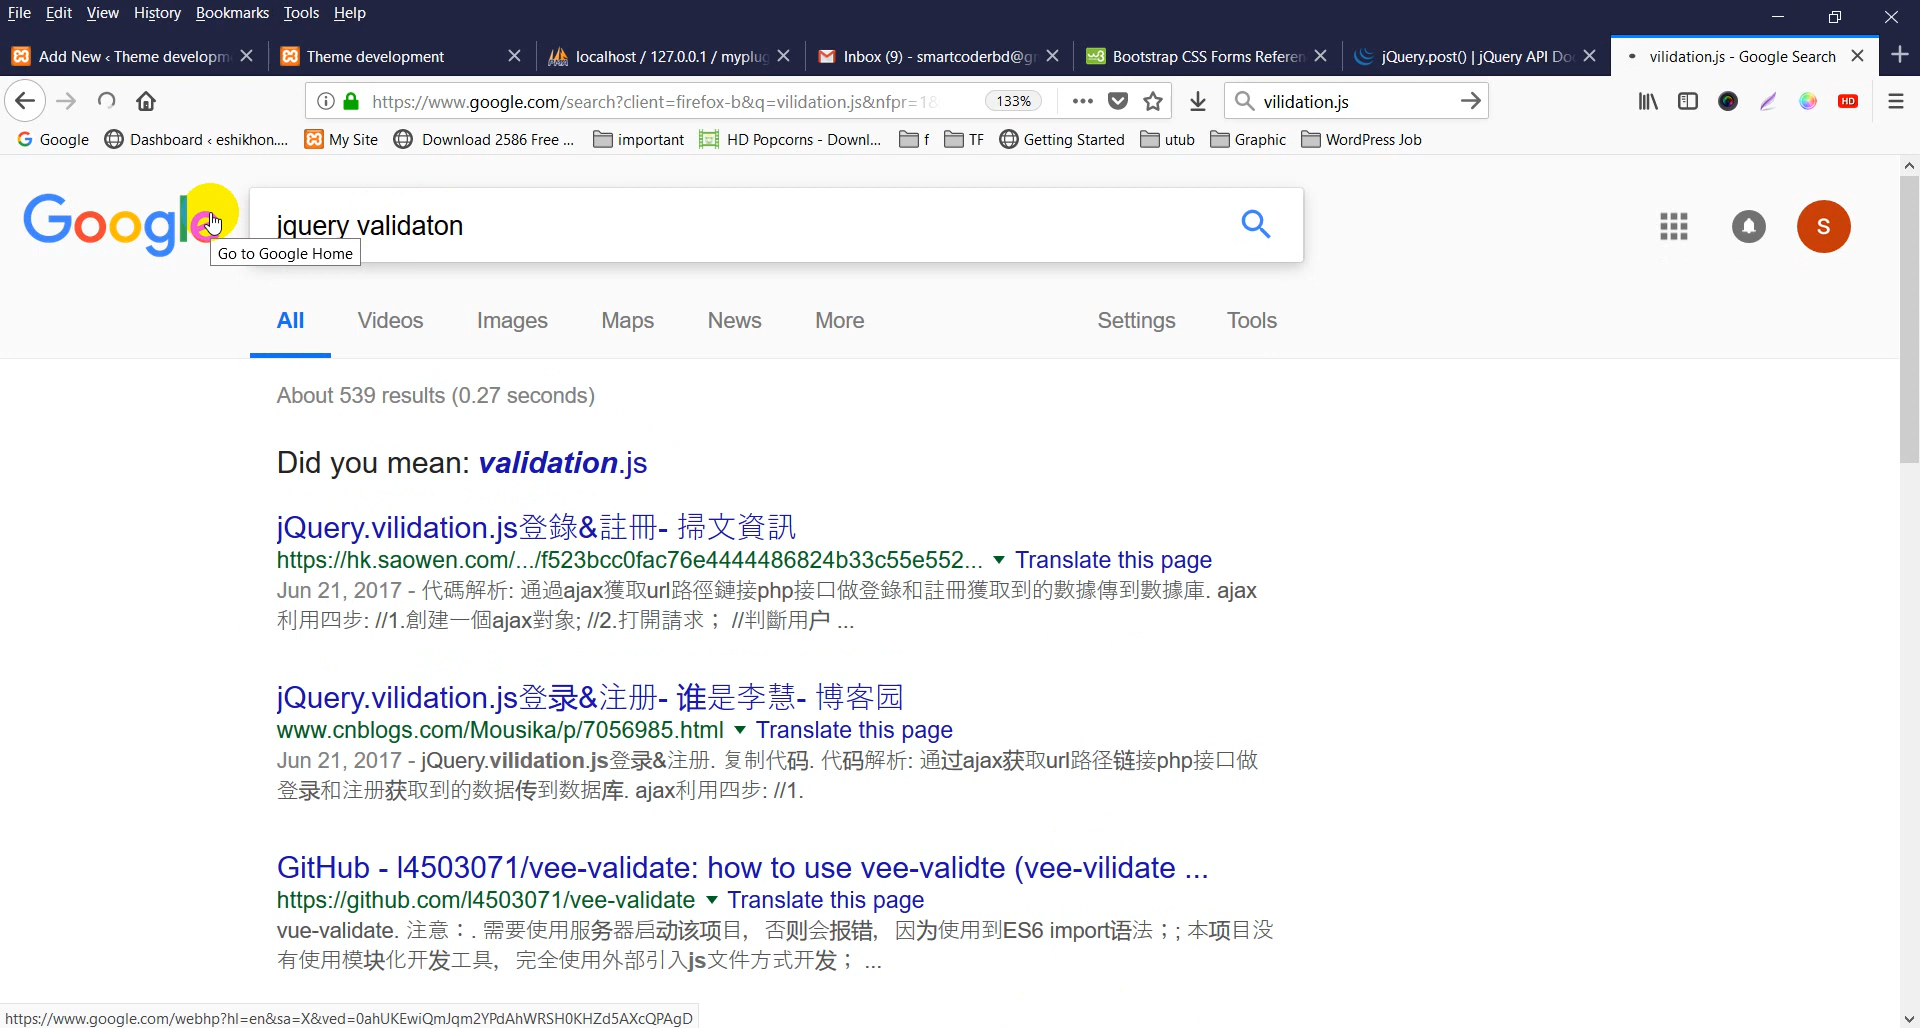 File Edit View History Bookmarks Tools Help
Add New ‹ Theme developm
Theme development
localhost / 127.0.0.1 / myplug
Inbox (9) - smartcoderbd@g
Bootstrap CSS Forms Referen
jQuery.post() | jQuery API Do
vilidation.js - Google Search
https://www.google.com/search?client=firefox-b&q=vilidation.js&nfpr=1&
133%
vilidation.js
HD
Google
Dashboard ‹ eshikhon....
My Site
Download 2586 Free ...
important
HD Popcorns - Downl...
f
TF
Getting Started
utub
Graphic
WordPress Job
Google
jquery validaton
S
Go to Google Home
All Videos Images Maps News More Settings Tools
About 539 results (0.27 seconds)
Did you mean: validation.js
jQuery.vilidation.js登錄&註冊- 掃文資訊
https://hk.saowen.com/.../f523bcc0fac76e4444486824b33c55e552... Translate this page
Jun 21, 2017 - 代碼解析: 通過ajax獲取url路徑鏈接php接口做登錄和註冊獲取到的數據傳到數據庫. ajax
利用四步: //1.創建一個ajax對象; //2.打開請求； //判斷用户 ...
jQuery.vilidation.js登录&注册- 谁是李慧- 博客园
www.cnblogs.com/Mousika/p/7056985.html Translate this page
Jun 21, 2017 - jQuery.vilidation.js登录&注册. 复制代码. 代码解析: 通过ajax获取url路径链接php接口做
登录和注册获取到的数据传到数据库. ajax利用四步: //1.
GitHub - l4503071/vee-validate: how to use vee-validte (vee-vilidate ...
https://github.com/l4503071/vee-validate Translate this page
vue-validate. 注意：. 需要使用服务器启动该项目，否则会报错，因为使用到ES6 import语法；; 本项目没
有使用模块化开发工具，完全使用外部引入js文件方式开发； ...
https://www.google.com/webhp?hl=en&sa=X&ved=0ahUKEwiQmJqm2YPdAhWRSH0KHZd5AXcQPAgD